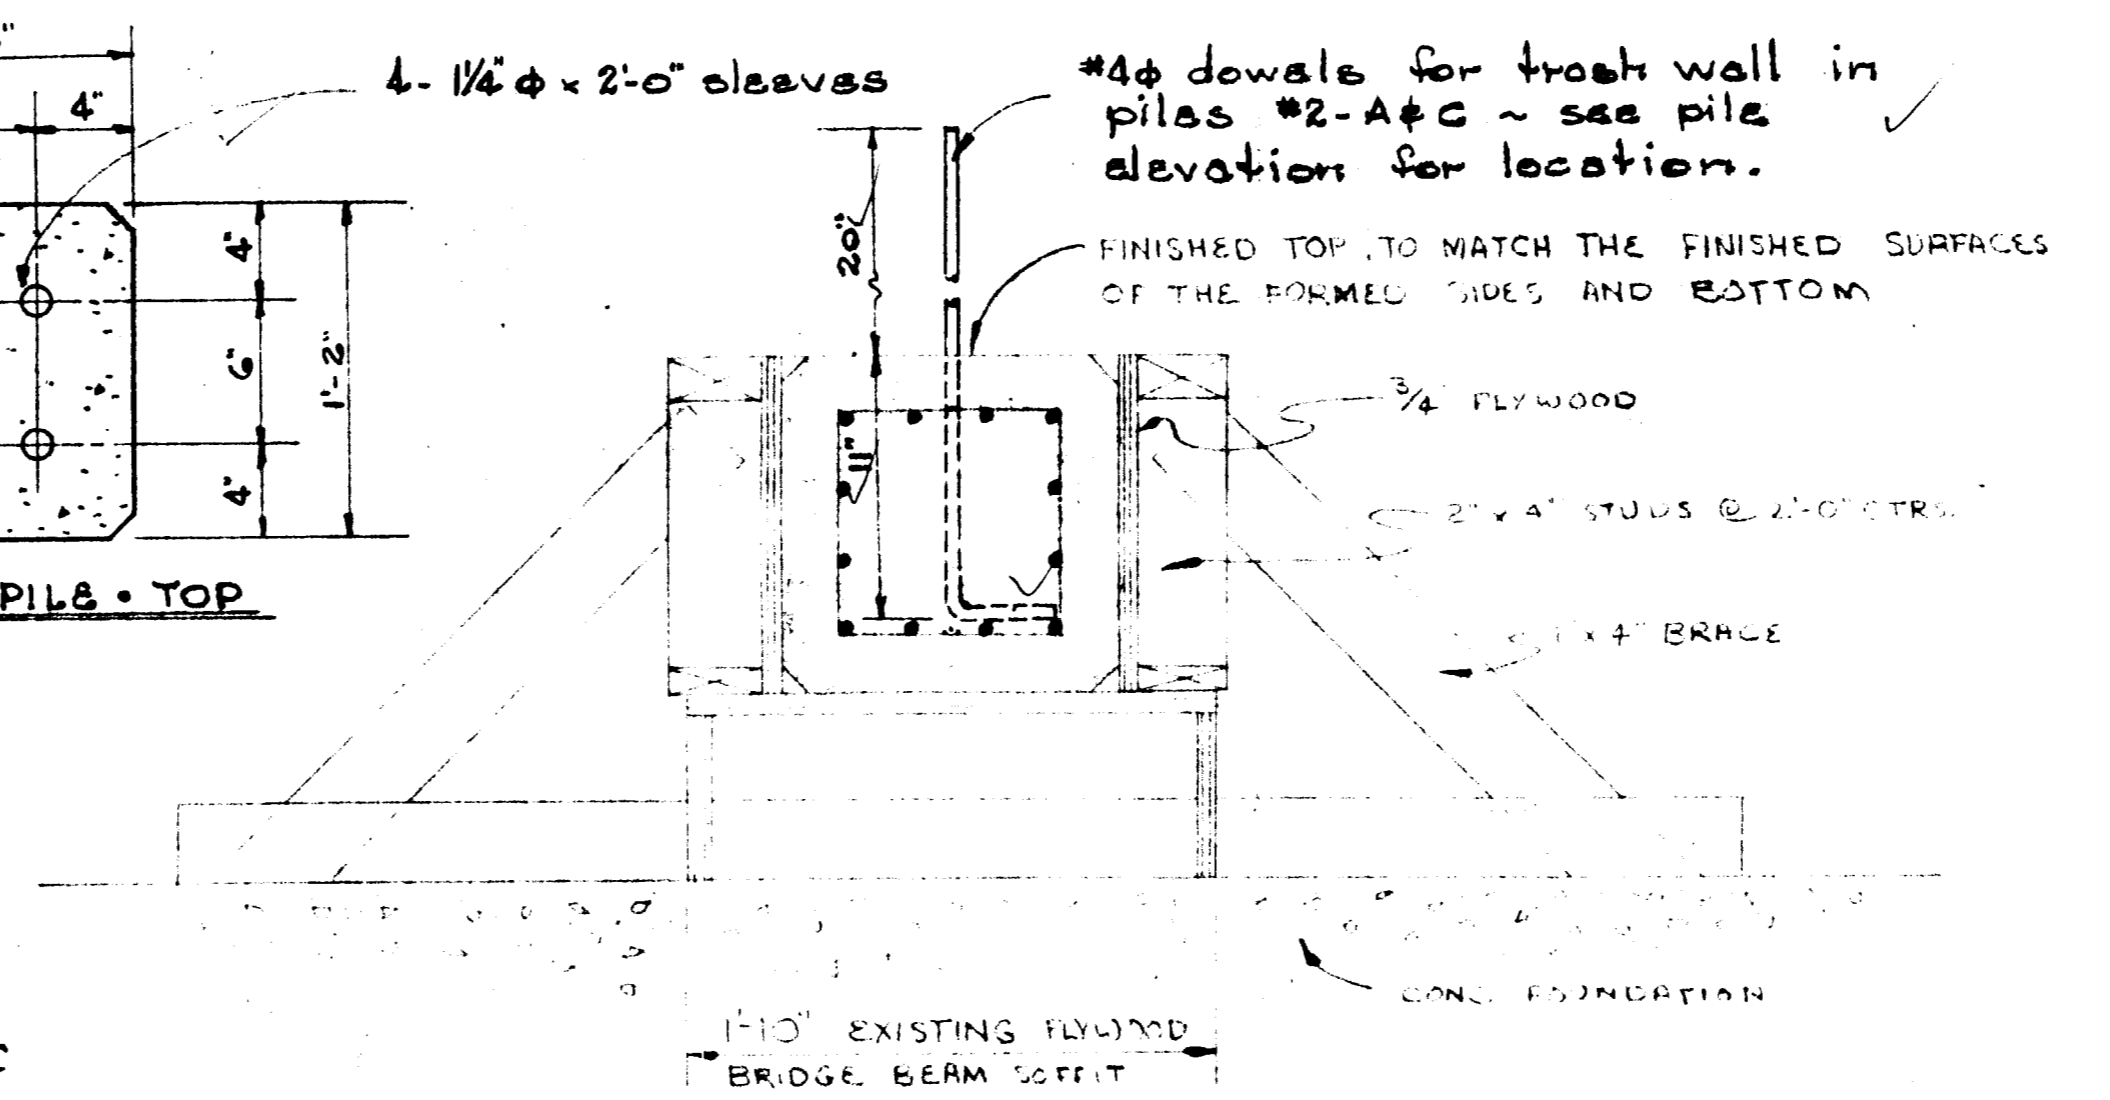 4"
4- 1¼" ϕ x 2'-0" sleeves
#4ϕ dowels for trash wall in
piles #2-A & C ~ see pile
elevation for location.
FINISHED TOP, TO MATCH THE FINISHED SURFACES
OF THE FORMED SIDES AND BOTTOM
4"
6"
4"
1'-2"
20"
11"
3/4" PLYWOOD
2" x 4" STUDS @ 2'-0" CTRS.
1" x 4" BRACE
PILE • TOP
CONC. FOUNDATION
1'-10" EXISTING PLYWOOD
BRIDGE BEAM SOFFIT